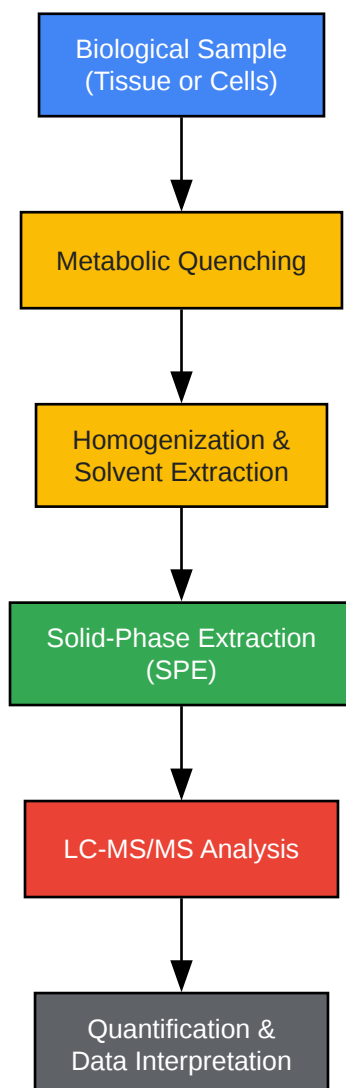 Biological Sample
(Tissue or Cells)
Metabolic Quenching
Homogenization &
Solvent Extraction
Solid-Phase Extraction
(SPE)
LC-MS/MS Analysis
Quantification &
Data Interpretation